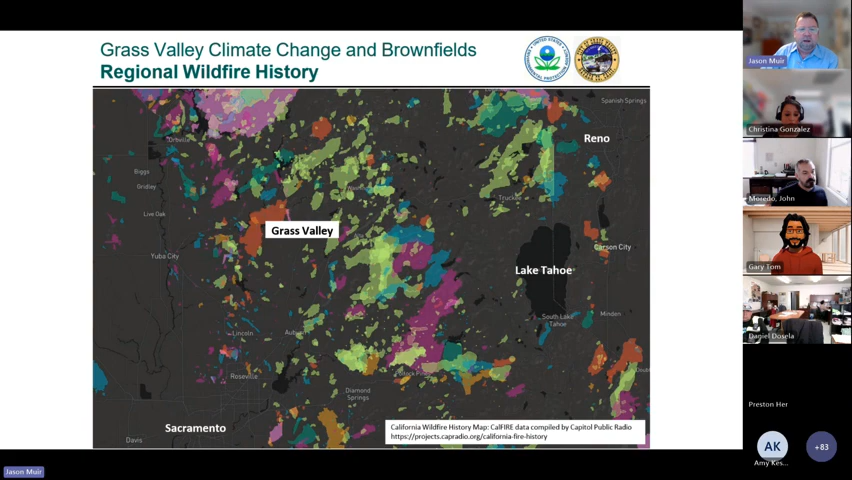 Grass Valley Climate Change and Brownfields
Regional Wildfire History
Spanish Springs
Oroville
Reno
Biggs
Gridley
Truckee
Live Oak
Grass Valley
Carson City
Yuba City
Lake Tahoe
Minden
South Lake
Tahoe
Lincoln
Auburn
Roseville
Diamond
Springs
Sacramento
Davis
California Wildfire History Map: CalFIRE data compiled by Capitol Public Radio
https://projects.capradio.org/california-fire-history
Jason Muir
Christina Gonzalez
Moredo, John
Gary Tom
Daniel Dosela
Preston Her
AK
+83
Amy Kes...
Jason Muir